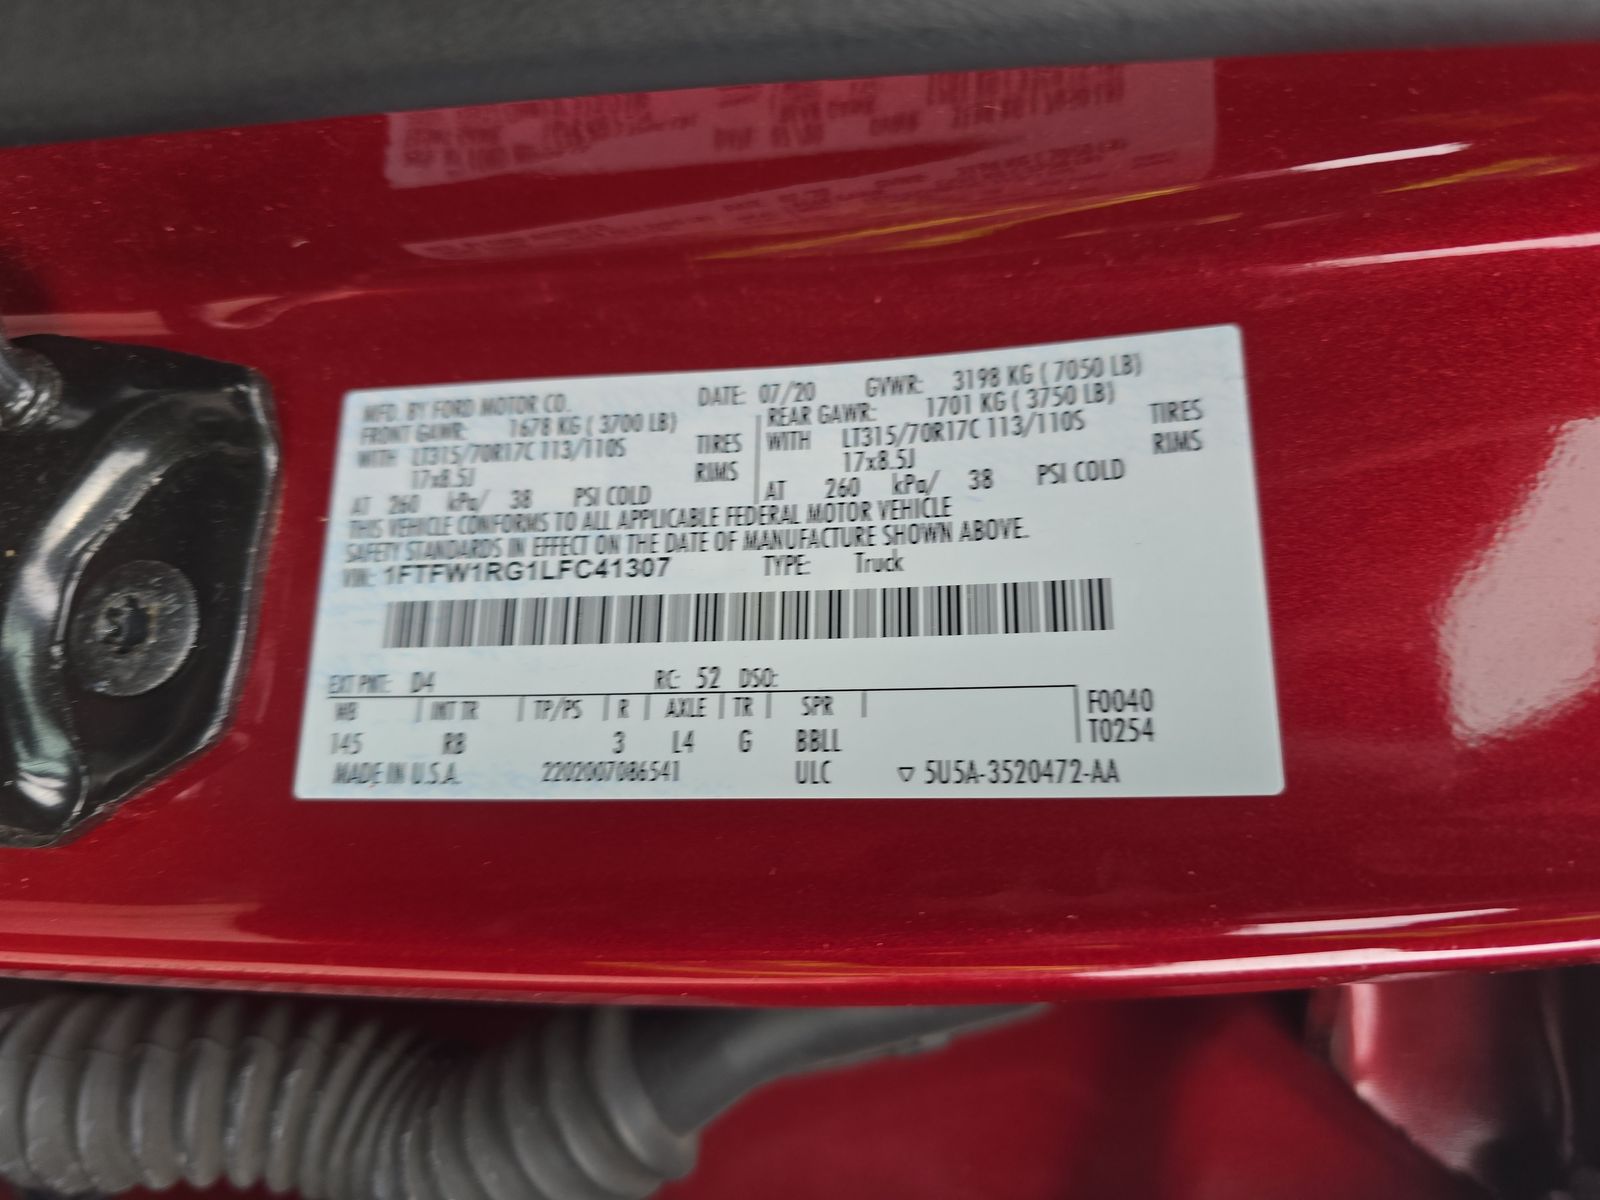 MFD. BY FORD MOTOR CO. DATE: 07/20 GVWR: 3198 KG ( 7050 LB)
FRONT GAWR: 1678 KG ( 3700 LB) REAR GAWR: 1701 KG ( 3750 LB)
WITH LT315/70R17C 113/110S TIRES WITH LT315/70R17C 113/110S TIRES
17x8.5J RIMS 17x8.5J RIMS
AT 260 kPa/ 38 PSI COLD AT 260 kPa/ 38 PSI COLD
THIS VEHICLE CONFORMS TO ALL APPLICABLE FEDERAL MOTOR VEHICLE
SAFETY STANDARDS IN EFFECT ON THE DATE OF MANUFACTURE SHOWN ABOVE.
VIN: 1FTFW1RG1LFC41307 TYPE: Truck
EXT PNT: D4 RC: 52 DSO:
WB | INT TR | TP/PS | R | AXLE | TR | SPR | F0040
145 RB 3 L4 G BBLL T0254
MADE IN U.S.A. 2202007086541 ULC ▽ 5U5A-3520472-AA